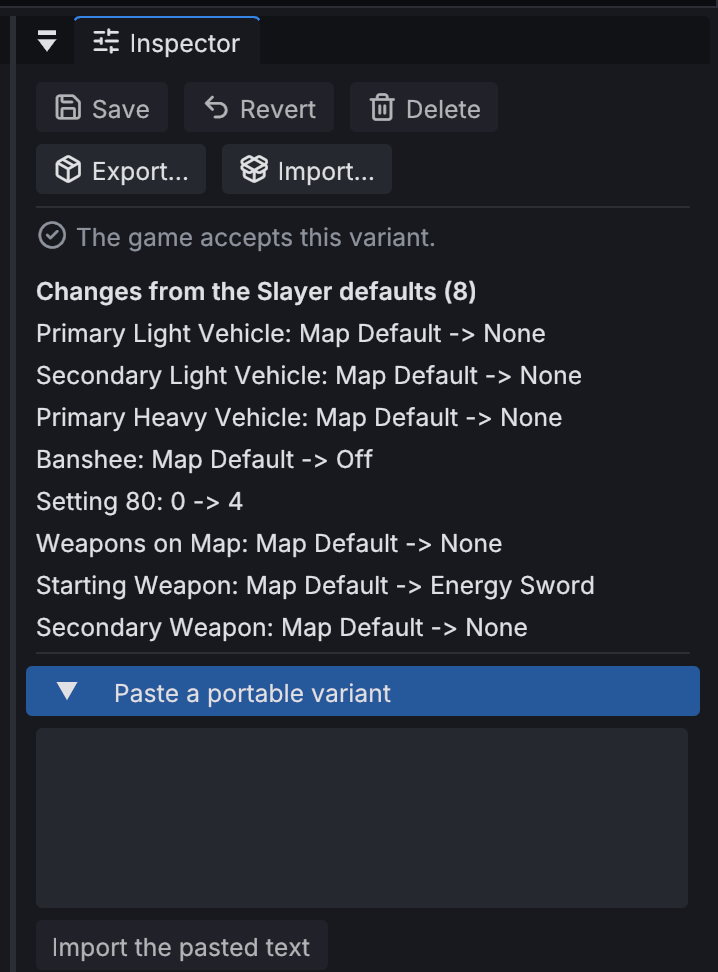 Inspector
Save Revert Delete
Export... Import...
The game accepts this variant.
Changes from the Slayer defaults (8)
Primary Light Vehicle: Map Default -> None
Secondary Light Vehicle: Map Default -> None
Primary Heavy Vehicle: Map Default -> None
Banshee: Map Default -> Off
Setting 80: 0 -> 4
Weapons on Map: Map Default -> None
Starting Weapon: Map Default -> Energy Sword
Secondary Weapon: Map Default -> None
Paste a portable variant
Import the pasted text